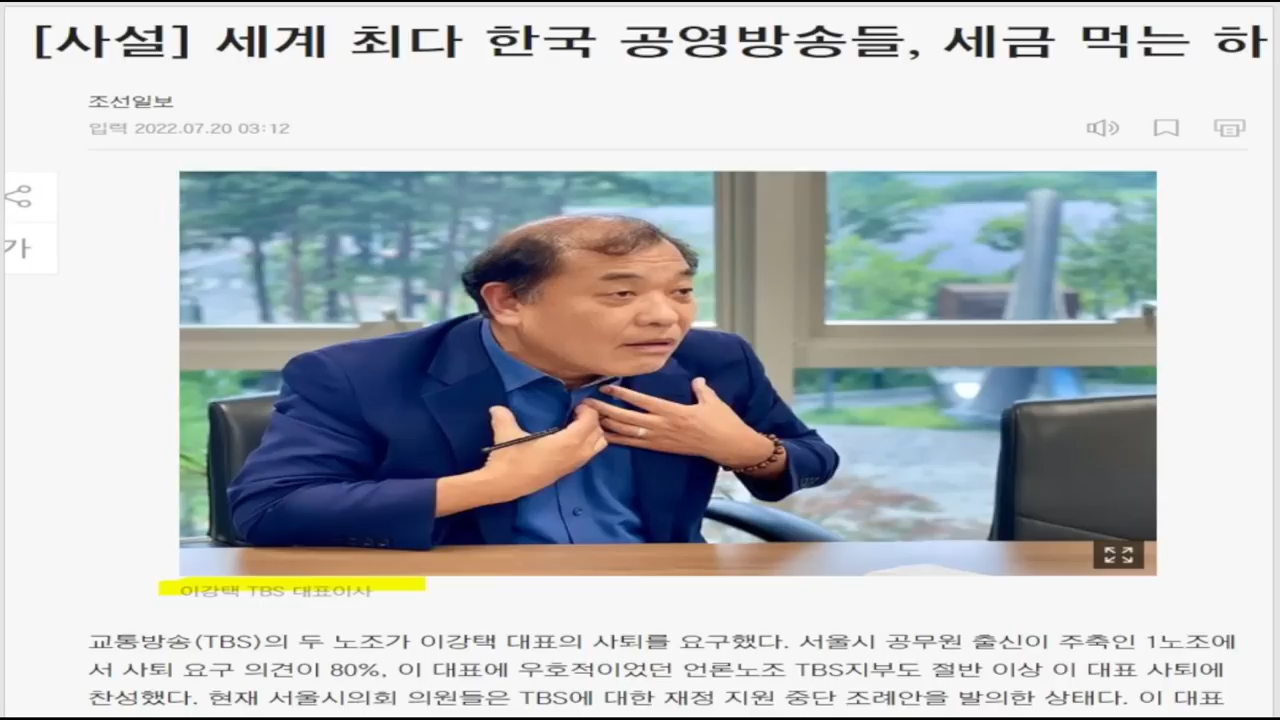 [사설] 세계 최다 한국 공영방송들, 세금 먹는 하
조선일보
입력 2022.07.20 03:12
가
이강택 TBS 대표이사
교통방송(TBS)의 두 노조가 이강택 대표의 사퇴를 요구했다. 서울시 공무원 출신이 주축인 1노조에
서 사퇴 요구 의견이 80%, 이 대표에 우호적이었던 언론노조 TBS지부도 절반 이상 이 대표 사퇴에
찬성했다. 현재 서울시의회 의원들은 TBS에 대한 재정 지원 중단 조례안을 발의한 상태다. 이 대표